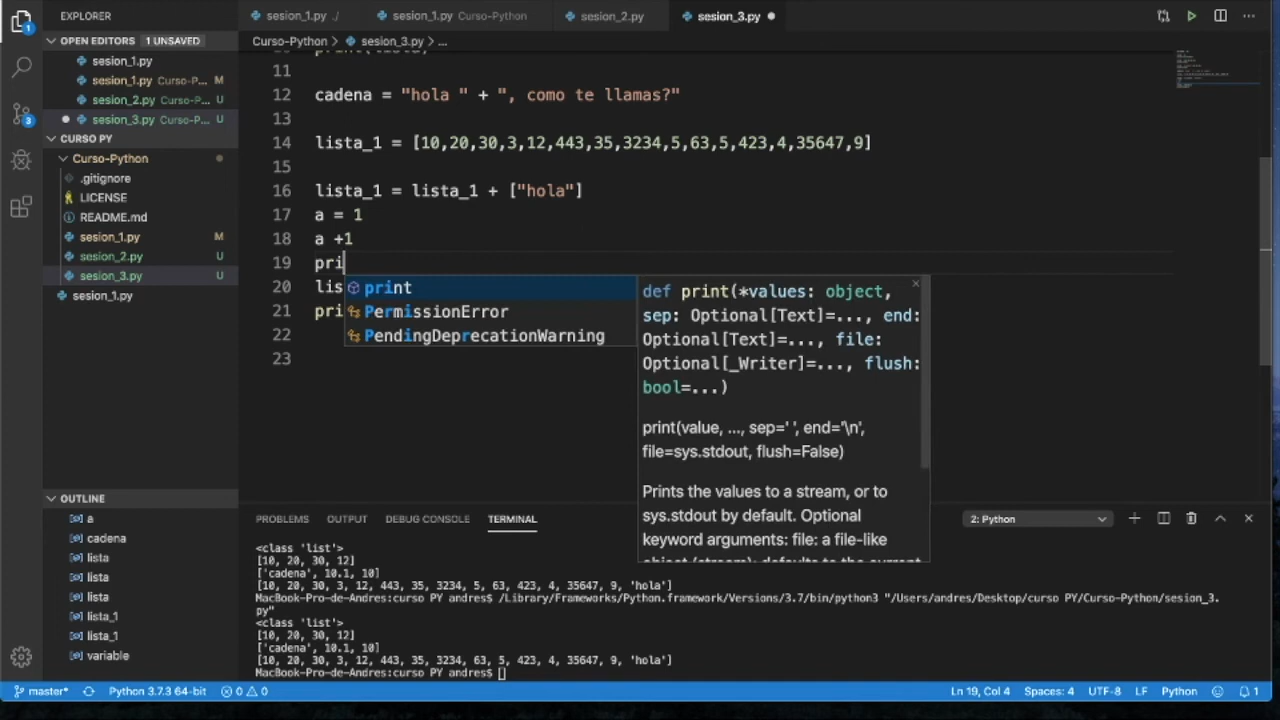 EXPLORER
sesion_1.py ./
sesion_1.py Curso-Python
sesion_2.py
sesion_3.py
OPEN EDITORS 1 UNSAVED
sesion_1.py
sesion_1.py Curso-P... M
sesion_2.py Curso-P... U
sesion_3.py Curso-P... U
CURSO PY
Curso-Python
.gitignore
LICENSE
README.md
sesion_1.py M
sesion_2.py U
sesion_3.py U
sesion_1.py
OUTLINE
a
cadena
lista
lista
lista
lista_1
lista_1
variable
Curso-Python > sesion_3.py > ...
11
12 cadena = "hola " + ", como te llamas?"
13
14 lista_1 = [10,20,30,3,12,443,35,3234,5,63,5,423,4,35647,9]
15
16 lista_1 = lista_1 + ["hola"]
17 a = 1
18 a +1
19 pri
20 lis
21 pri
22
23
print
PermissionError
PendingDeprecationWarning
def print(*values: object,
sep: Optional[Text]=..., end:
Optional[Text]=..., file:
Optional[_Writer]=..., flush:
bool=...)
print(value, ..., sep=' ', end='\n',
file=sys.stdout, flush=False)
Prints the values to a stream, or to
sys.stdout by default. Optional
keyword arguments: file: a file-like
object (stream): defaults to the current
PROBLEMS OUTPUT DEBUG CONSOLE TERMINAL 2: Python
<class 'list'>
[10, 20, 30, 12]
['cadena', 10.1, 10]
[10, 20, 30, 3, 12, 443, 35, 3234, 5, 63, 423, 4, 35647, 9, 'hola']
MacBook-Pro-de-Andres:curso PY andres$ /Library/Frameworks/Python.framework/Versions/3.7/bin/python3 "/Users/andres/Desktop/curso PY/Curso-Python/sesion_3.
py"
<class 'list'>
[10, 20, 30, 12]
['cadena', 10.1, 10]
[10, 20, 30, 3, 12, 443, 35, 3234, 63, 5, 423, 4, 35647, 9, 'hola']
MacBook-Pro-de-Andres:curso PY andres$
master* Python 3.7.3 64-bit 0 0 Ln 19, Col 4 Spaces: 4 UTF-8 LF Python 1